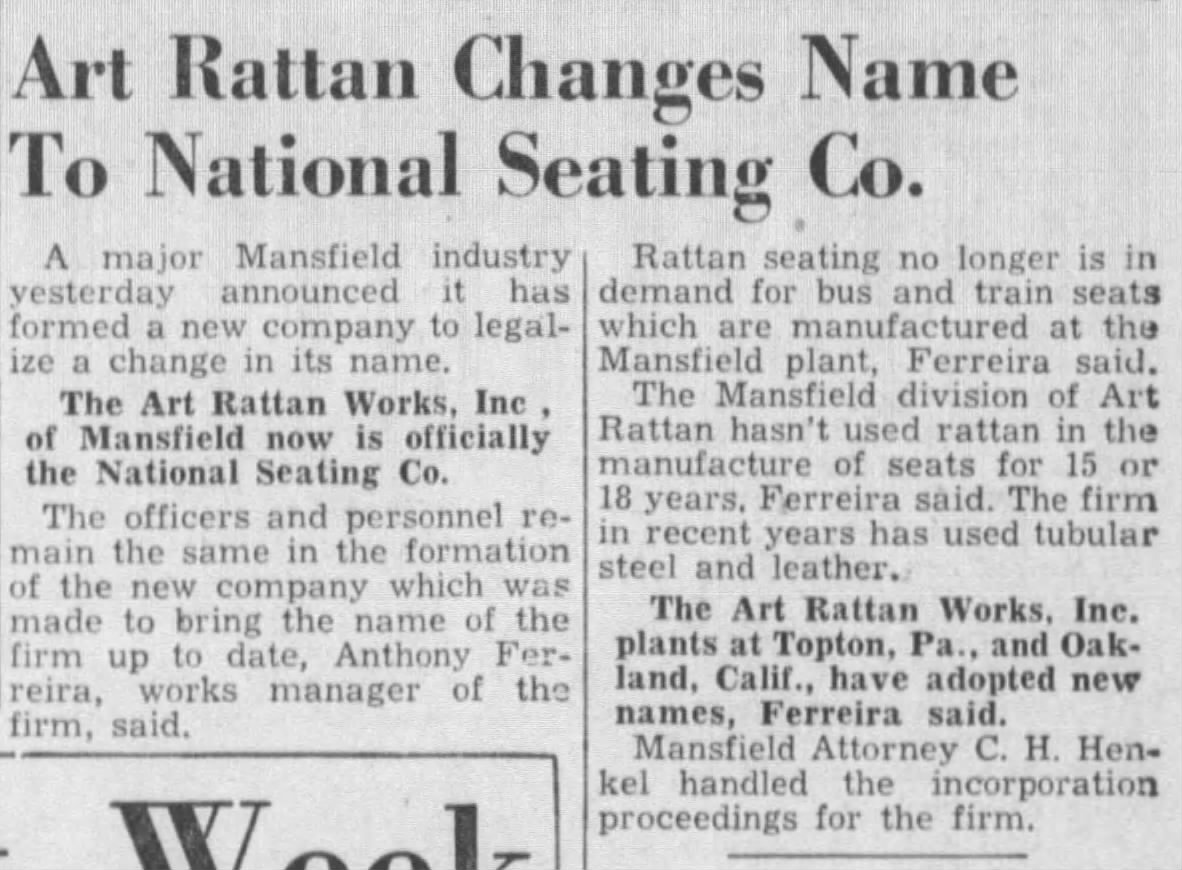 Art Rattan Changes Name
To National Seating Co.
A major Mansfield industry
yesterday announced it has
formed a new company to legal-
ize a change in its name.
The Art Rattan Works, Inc ,
of Mansfield now is officially
the National Seating Co.
The officers and personnel re-
main the same in the formation
of the new company which was
made to bring the name of the
firm up to date, Anthony Fer-
reira, works manager of the
firm, said.
Rattan seating no longer is in
demand for bus and train seats
which are manufactured at the
Mansfield plant, Ferreira said.
The Mansfield division of Art
Rattan hasn't used rattan in the
manufacture of seats for 15 or
18 years, Ferreira said. The firm
in recent years has used tubular
steel and leather.
The Art Rattan Works, Inc.
plants at Topton, Pa., and Oak-
land, Calif., have adopted new
names, Ferreira said.
Mansfield Attorney C. H. Hen-
kel handled the incorporation
proceedings for the firm.